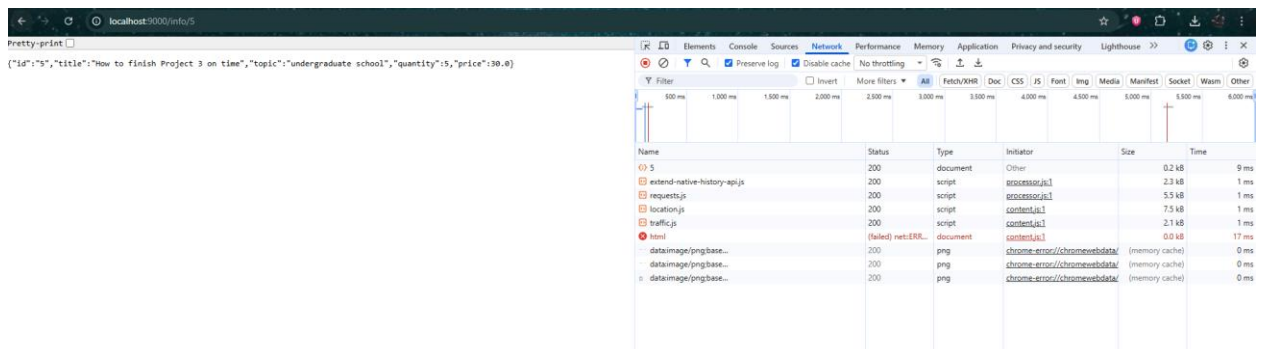 localhost:9000/info/5
Pretty-print
{"id":"5","title":"How to finish Project 3 on time","topic":"undergraduate school","quantity":5,"price":30.0}
Elements Console Sources Network Performance Memory Application Privacy and security Lighthouse
Preserve log Disable cache No throttling
Filter Invert More filters All Fetch/XHR Doc CSS JS Font Img Media Manifest Socket Wasm Other
500 ms 1,000 ms 1,500 ms 2,000 ms 2,500 ms 3,000 ms 3,500 ms 4,000 ms 4,500 ms 5,000 ms 5,500 ms 6,000 ms
Name Status Type Initiator Size Time
5 200 document Other 0.2 kB 9 ms
extend-native-history-api.js 200 script processor.js:1 2.3 kB 1 ms
requests.js 200 script processor.js:1 5.5 kB 1 ms
location.js 200 script content.js:1 7.5 kB 1 ms
traffic.js 200 script content.js:1 2.1 kB 1 ms
html (failed) net::ERR... document content.js:1 0.0 kB 17 ms
data:image/png;base... 200 png chrome-error://chromewebdata/ (memory cache) 0 ms
data:image/png;base... 200 png chrome-error://chromewebdata/ (memory cache) 0 ms
data:image/png;base... 200 png chrome-error://chromewebdata/ (memory cache) 0 ms